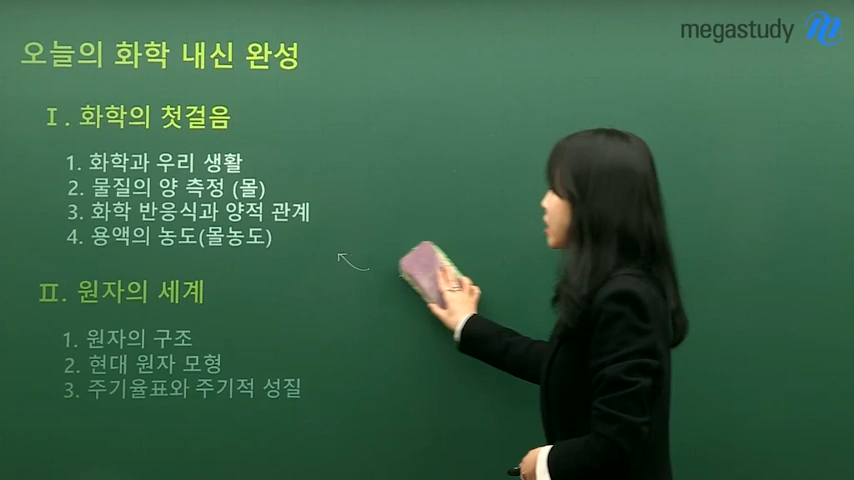 megastudy
오늘의 화학 내신 완성
Ⅰ. 화학의 첫걸음
1. 화학과 우리 생활
2. 물질의 양 측정 (몰)
3. 화학 반응식과 양적 관계
4. 용액의 농도(몰농도)
Ⅱ. 원자의 세계
1. 원자의 구조
2. 현대 원자 모형
3. 주기율표와 주기적 성질